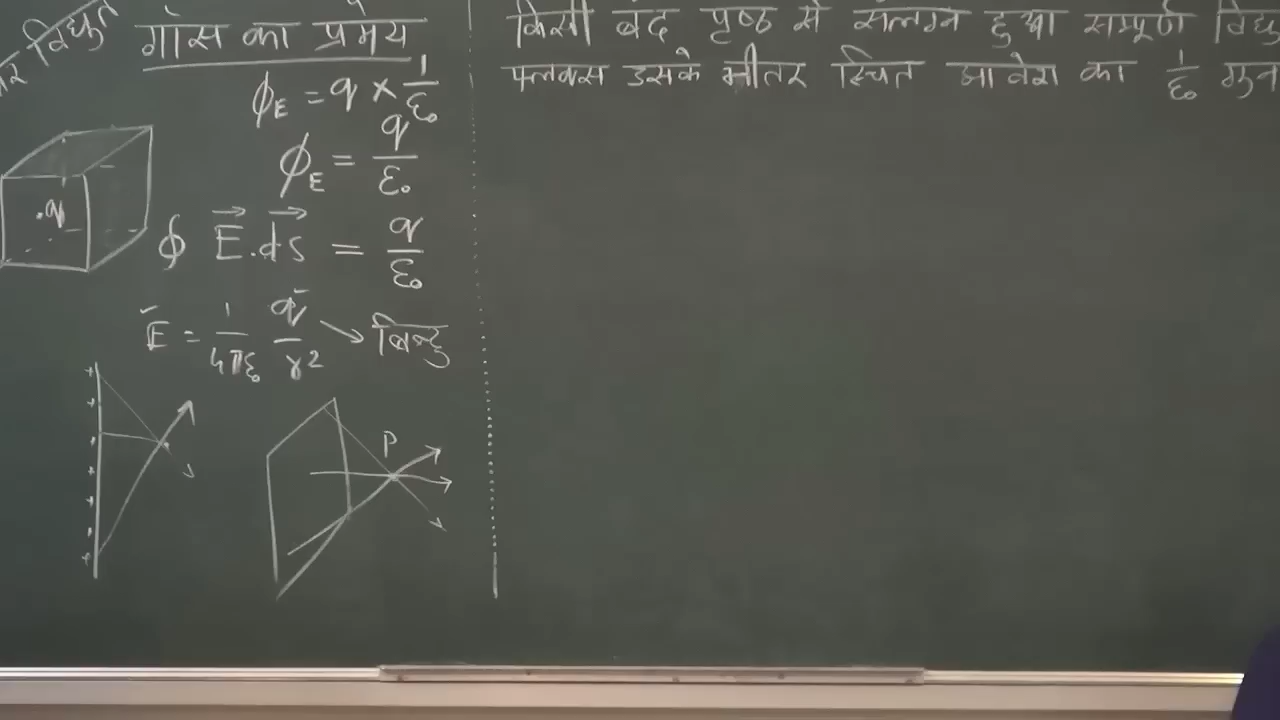 विद्युत
गॉस का प्रमेय
ϕE = q × 1/ε₀
ϕE = q/ε₀
.q
∮ E⃗.dS⃗ = q/ε₀
E = 1/4πε₀ q/r² → बिन्दु
P
किसी बंद पृष्ठ से संलग्न हुआ सम्पूर्ण विद्यु
फ्लक्स उसके भीतर स्थित आवेश का 1/ε₀ गुन